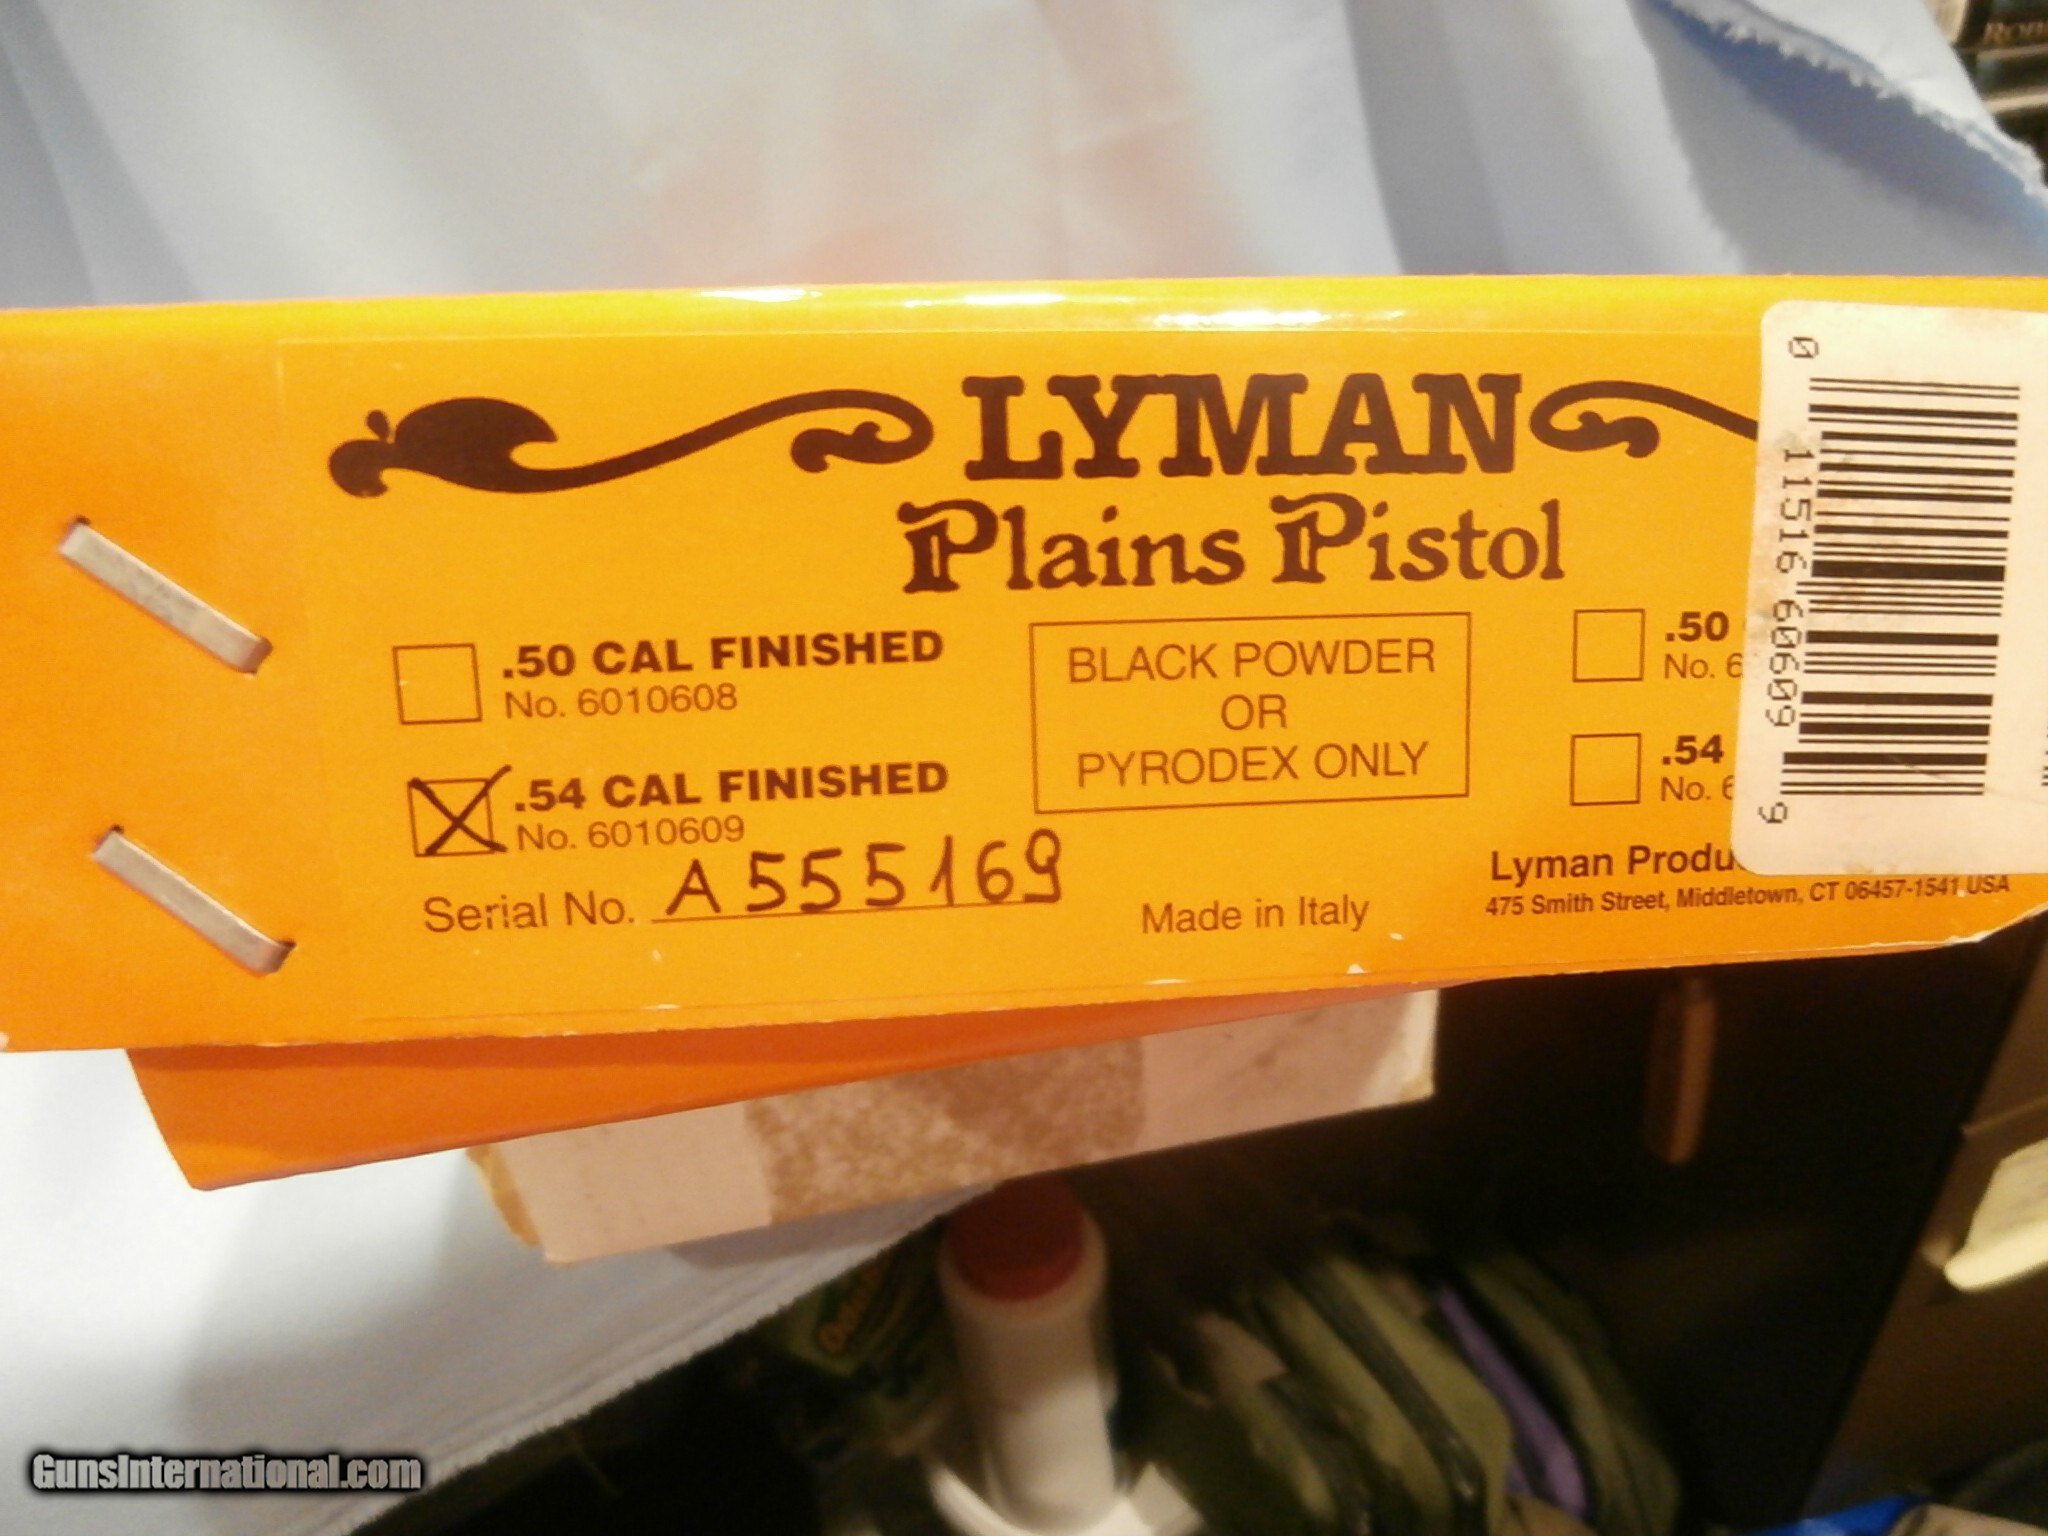 LYMAN
Plains Pistol
.50 CAL FINISHED
No. 6010608
.54 CAL FINISHED
No. 6010609
Serial No. A555169
BLACK POWDER
OR
PYRODEX ONLY
Made in Italy
.50
No. 6
.54
No. 6
Lyman Produ
475 Smith Street, Middletown, CT 06457-1541 USA
0 11516 60609 9
GunsInternational.com